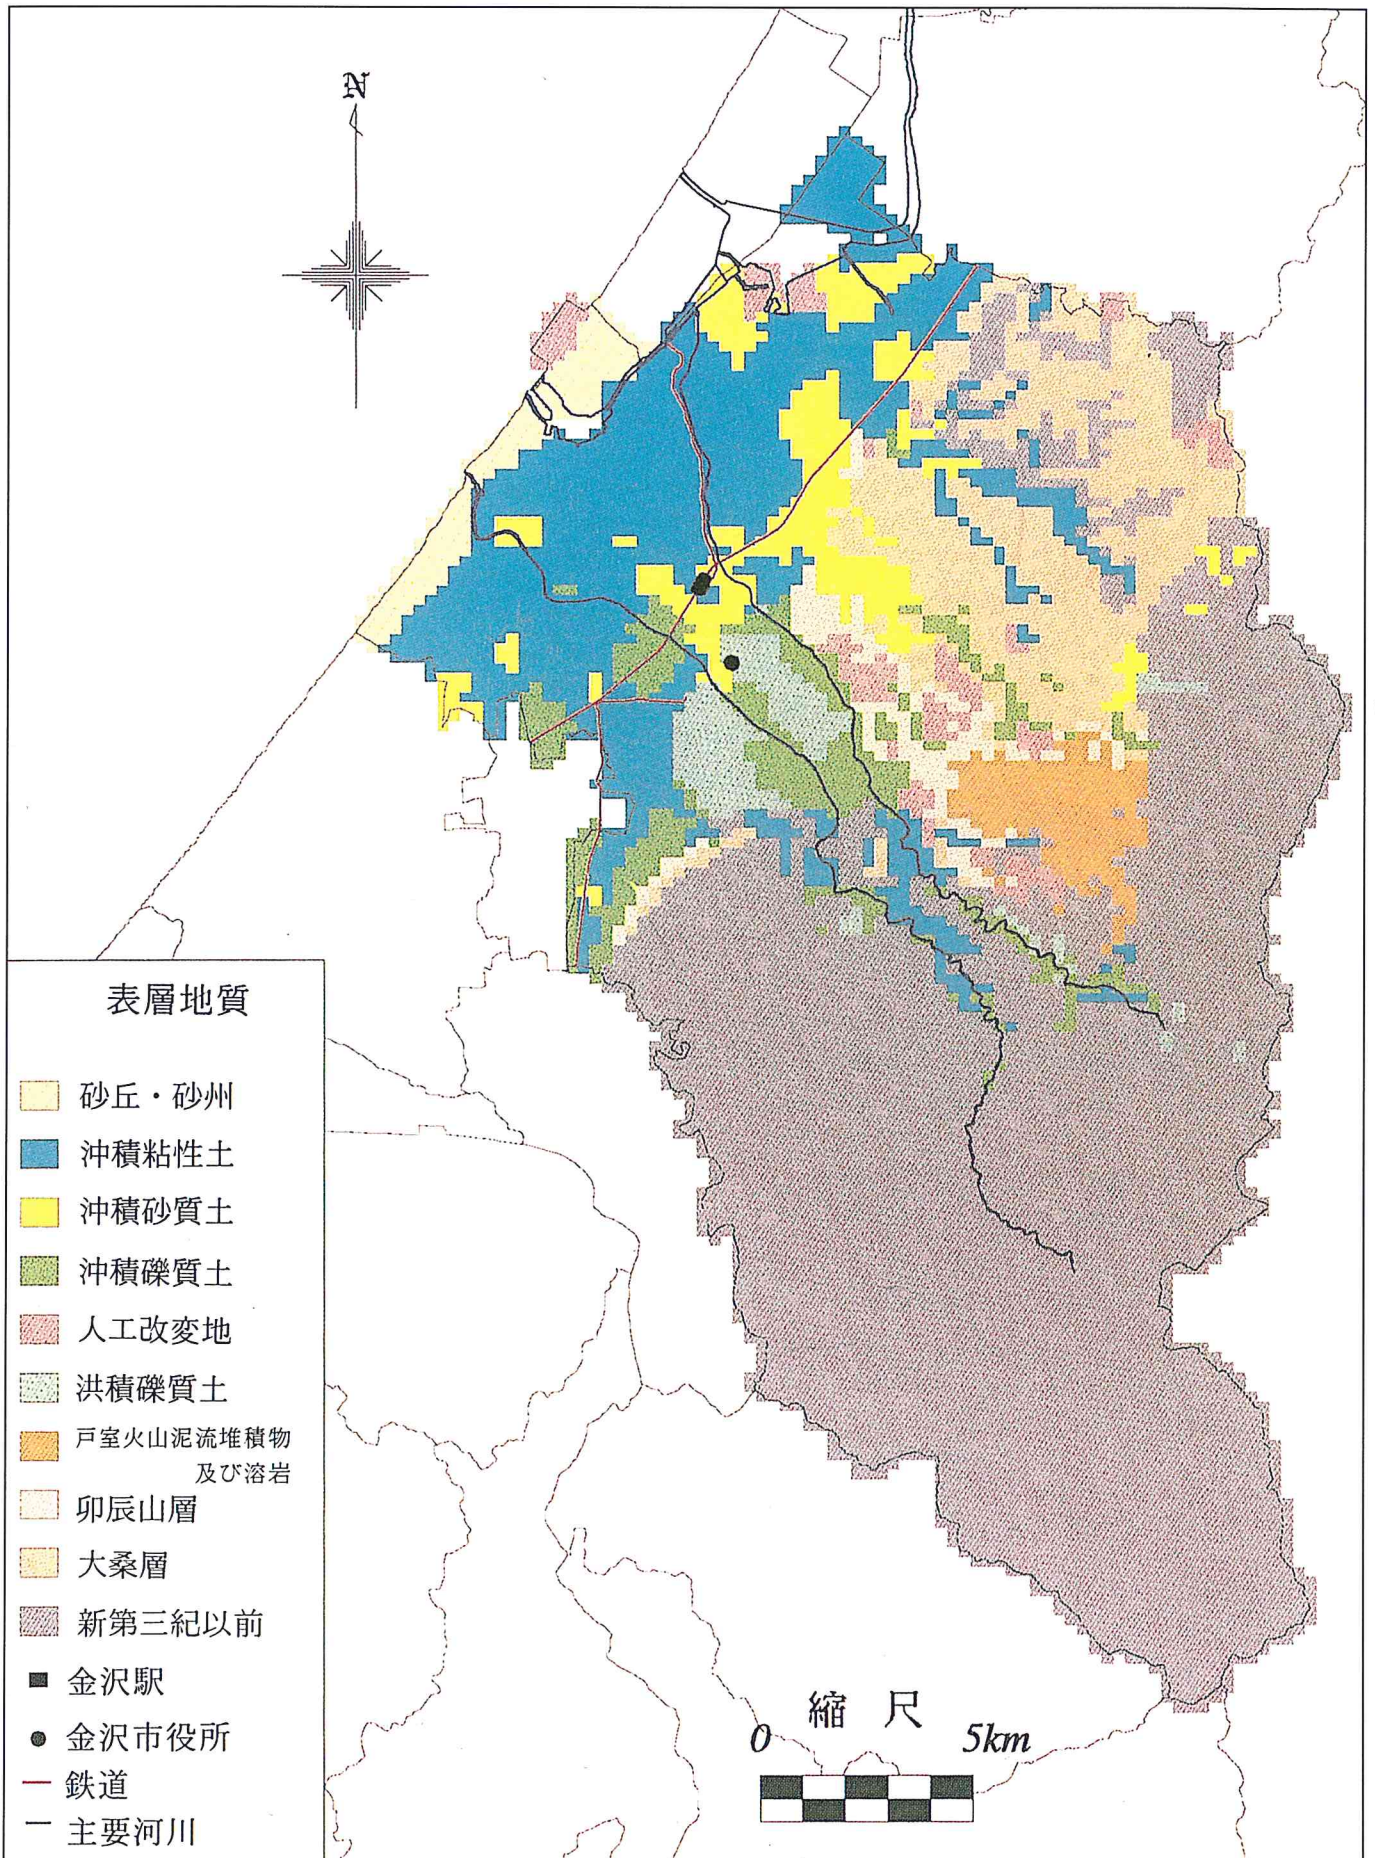 N
表層地質
砂丘・砂州
沖積粘性土
沖積砂質土
沖積礫質土
人工改変地
洪積礫質土
戸室火山泥流堆積物
及び溶岩
卯辰山層
大桑層
新第三紀以前
金沢駅
金沢市役所
鉄道
主要河川
縮尺
0 5km